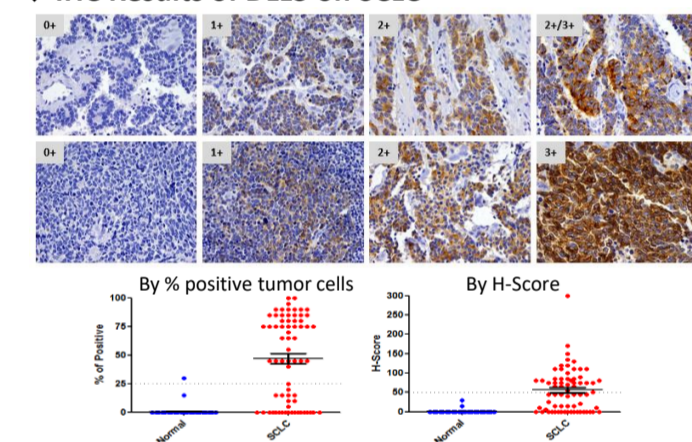 0+ 1+ 2+ 2+/3+
0+ 1+ 2+ 3+
By % positive tumor cells By H-Score
% of Positive
100
75
50
25
0
Normal SCLC
H-Score
300
250
200
150
100
50
0
Normal SCLC